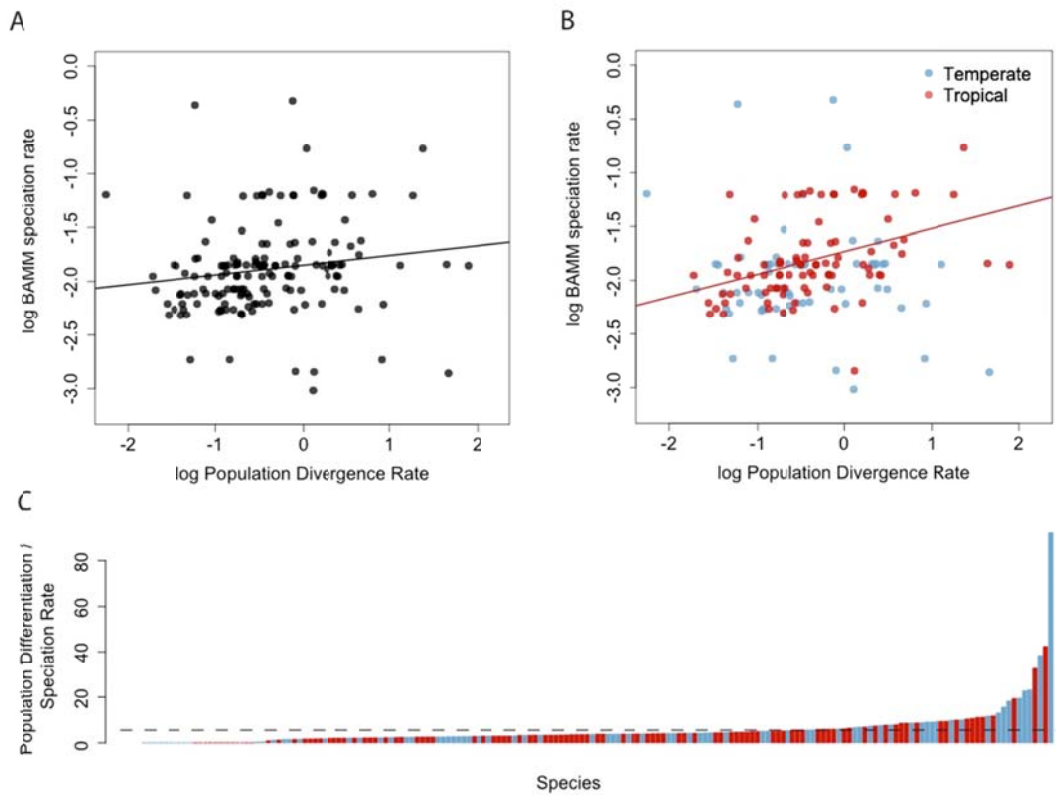 A
B
0.0
-0.5
-1.0
-1.5
-2.0
-2.5
-3.0
log BAMM speciation rate
-2
-1
0
1
2
log Population Divergence Rate
0.0
-0.5
-1.0
-1.5
-2.0
-2.5
-3.0
log BAMM speciation rate
Temperate
Tropical
-2
-1
0
1
2
log Population Divergence Rate
C
Population Differentiation /
Speciation Rate
80
60
40
20
0
Species